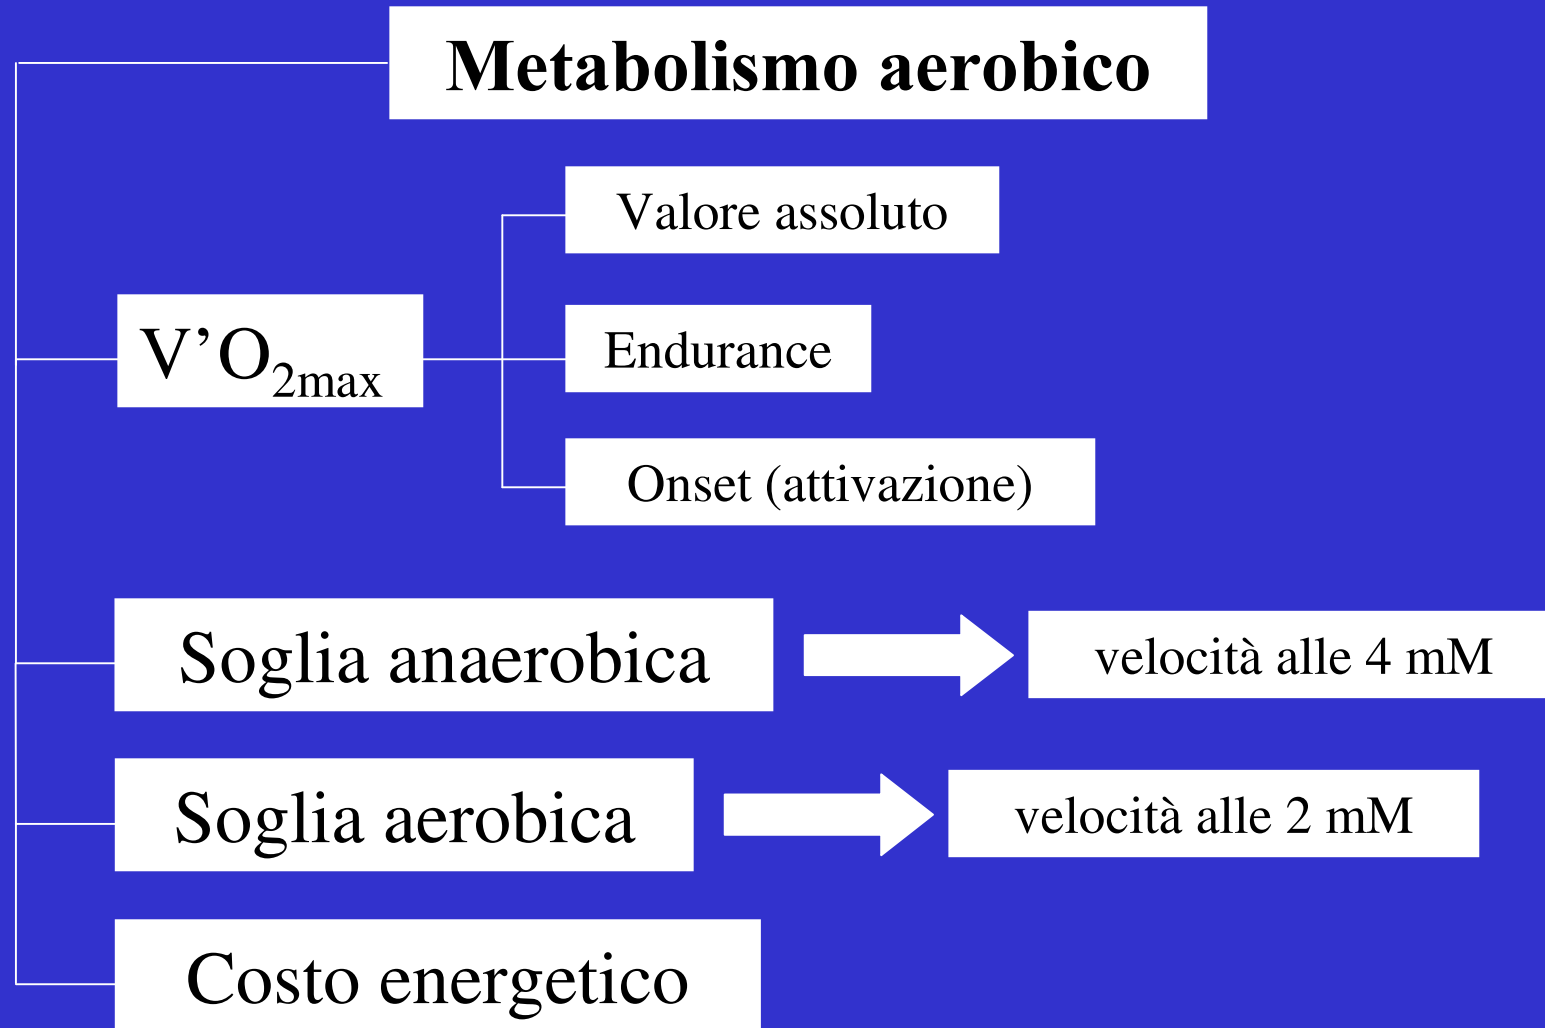 Metabolismo aerobico
Valore assoluto
V’O2max
Endurance
Onset (attivazione)
Soglia anaerobica
velocità alle 4 mM
Soglia aerobica
velocità alle 2 mM
Costo energetico